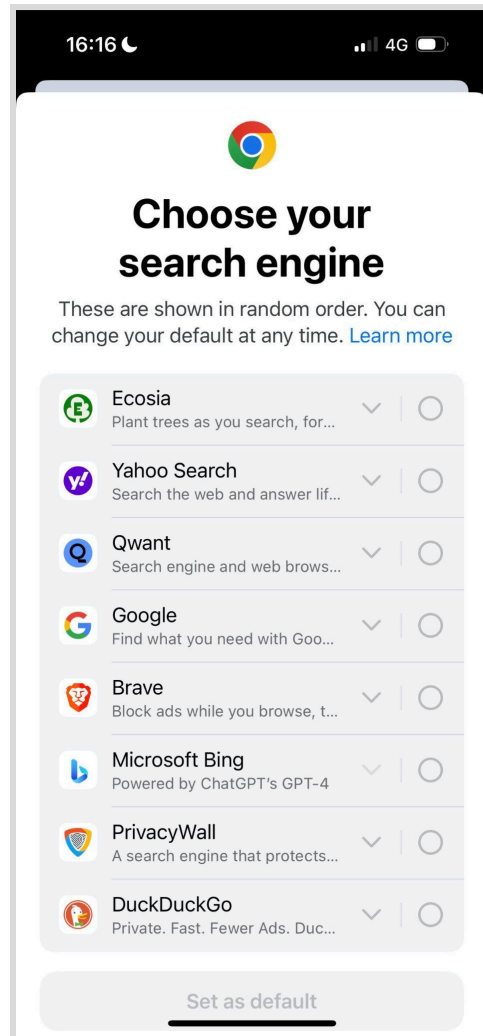 16:16
4G
Choose your
search engine
These are shown in random order. You can
change your default at any time. Learn more
Ecosia
Plant trees as you search, for...
Yahoo Search
Search the web and answer lif...
Qwant
Search engine and web brows...
Google
Find what you need with Goo...
Brave
Block ads while you browse, t...
Microsoft Bing
Powered by ChatGPT’s GPT-4
PrivacyWall
A search engine that protects...
DuckDuckGo
Private. Fast. Fewer Ads. Duc...
Set as default